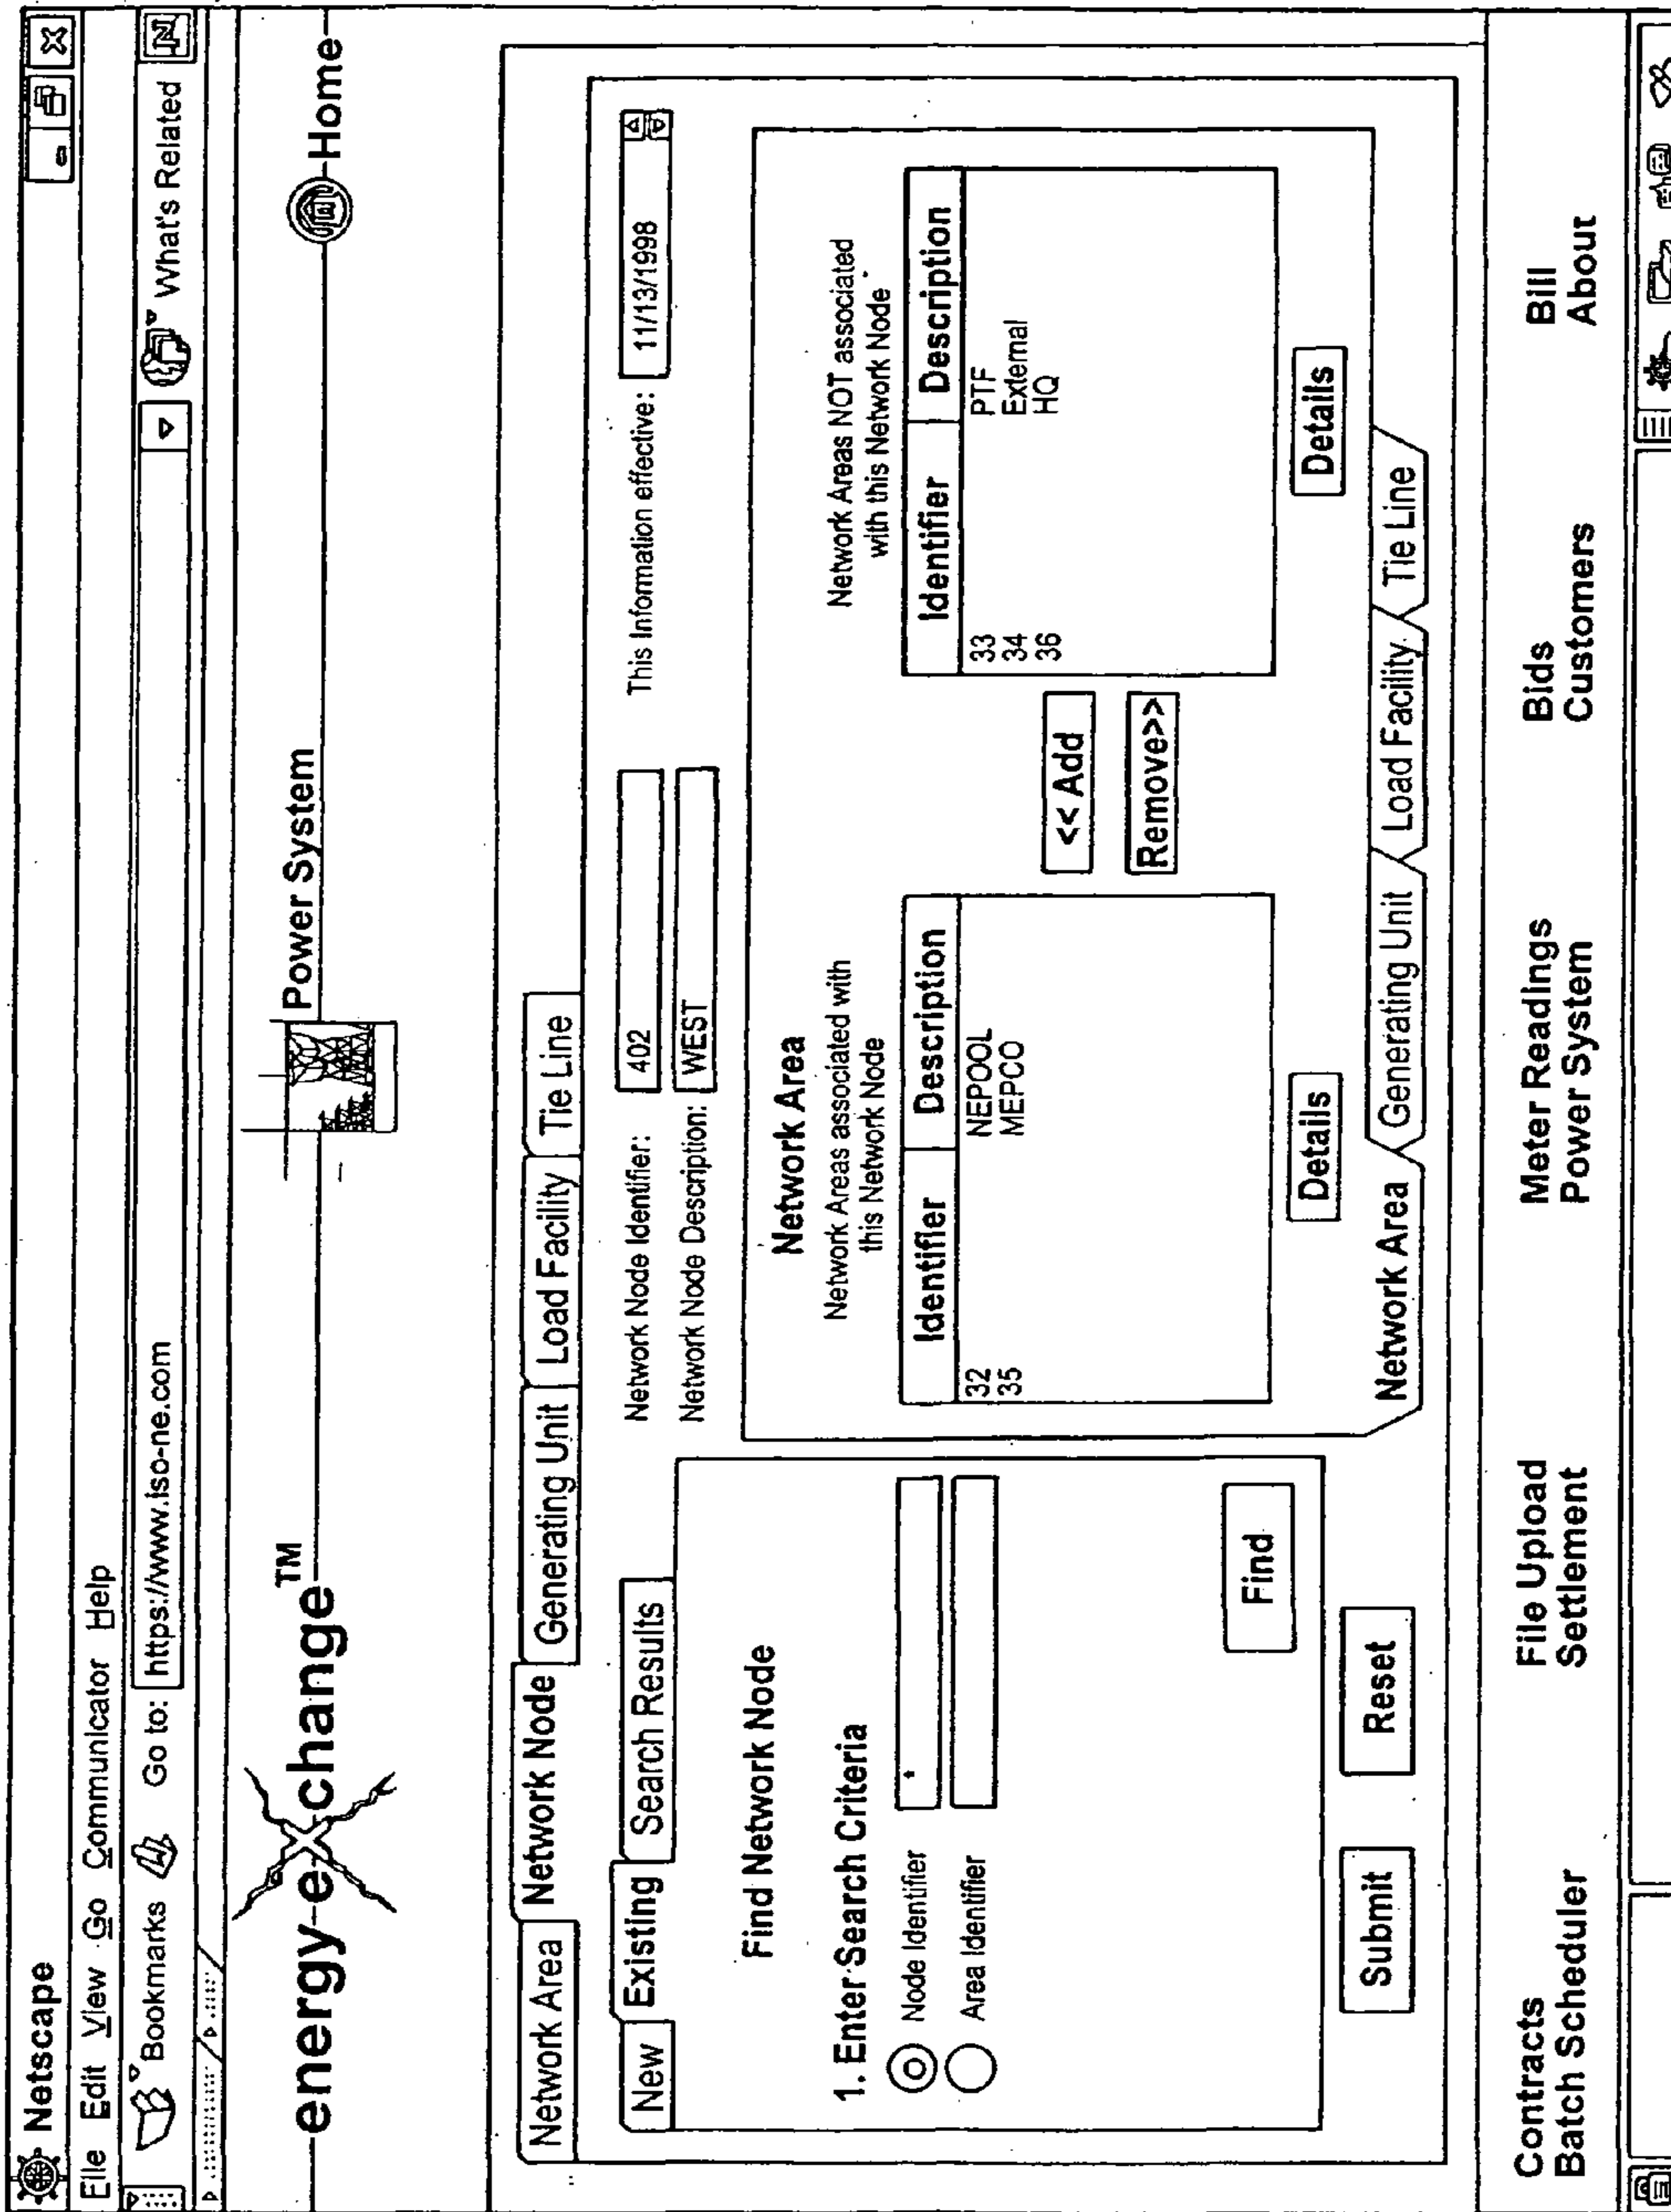 Netscape
File Edit View Go Communicator Help
Bookmarks Go to: https://www.iso-ne.com What's Related
N
energy-eXchange™ Power System Home
Network Area Network Node Generating Unit Load Facility Tie Line
New Existing Search Results
Find Network Node
1. Enter Search Criteria
Node Identifier *
Area Identifier
Find
Submit Reset
Network Node Identifier: 402 This Information effective: 11/13/1998
Network Node Description: WEST
Network Area
Network Areas associated with
this Network Node
Identifier Description
32 NEPOOL
35 MEPCO
Details
<< Add
Remove>>
Network Areas NOT associated
with this Network Node
Identifier Description
33 PTF
34 External
36 HQ
Details
Network Area Generating Unit Load Facility Tie Line
Contracts File Upload Meter Readings Bids Bill
Batch Scheduler Settlement Power System Customers About